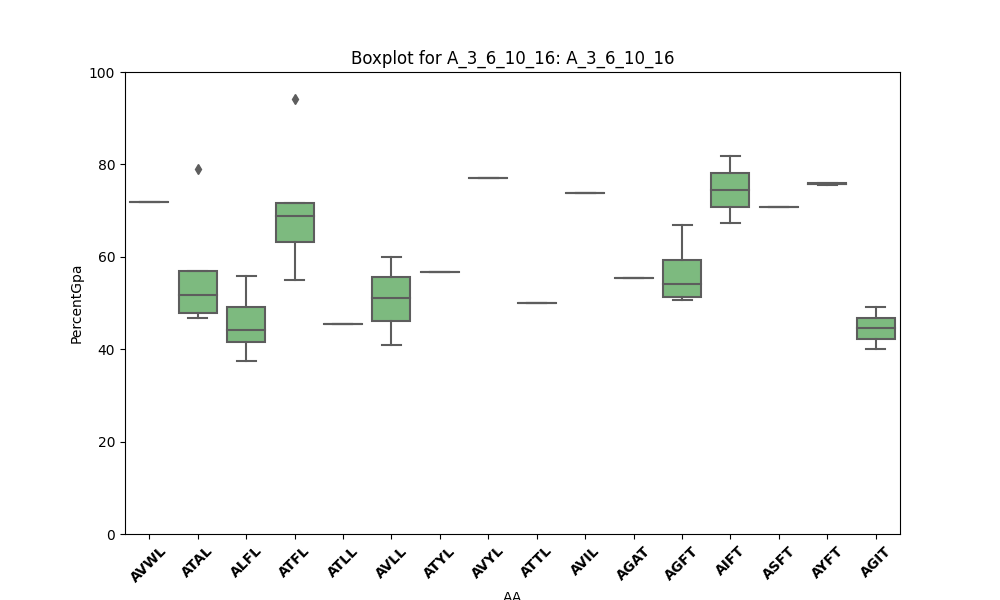 Boxplot for A_3_6_10_16: A_3_6_10_16
100
80
60
40
20
0
PercentGpa
AVWL
ATAL
ALFL
ATFL
ATLL
AVLL
ATYL
AVYL
ATTL
AVIL
AGAT
AGFT
AIFT
ASFT
AYFT
AGIT
AA